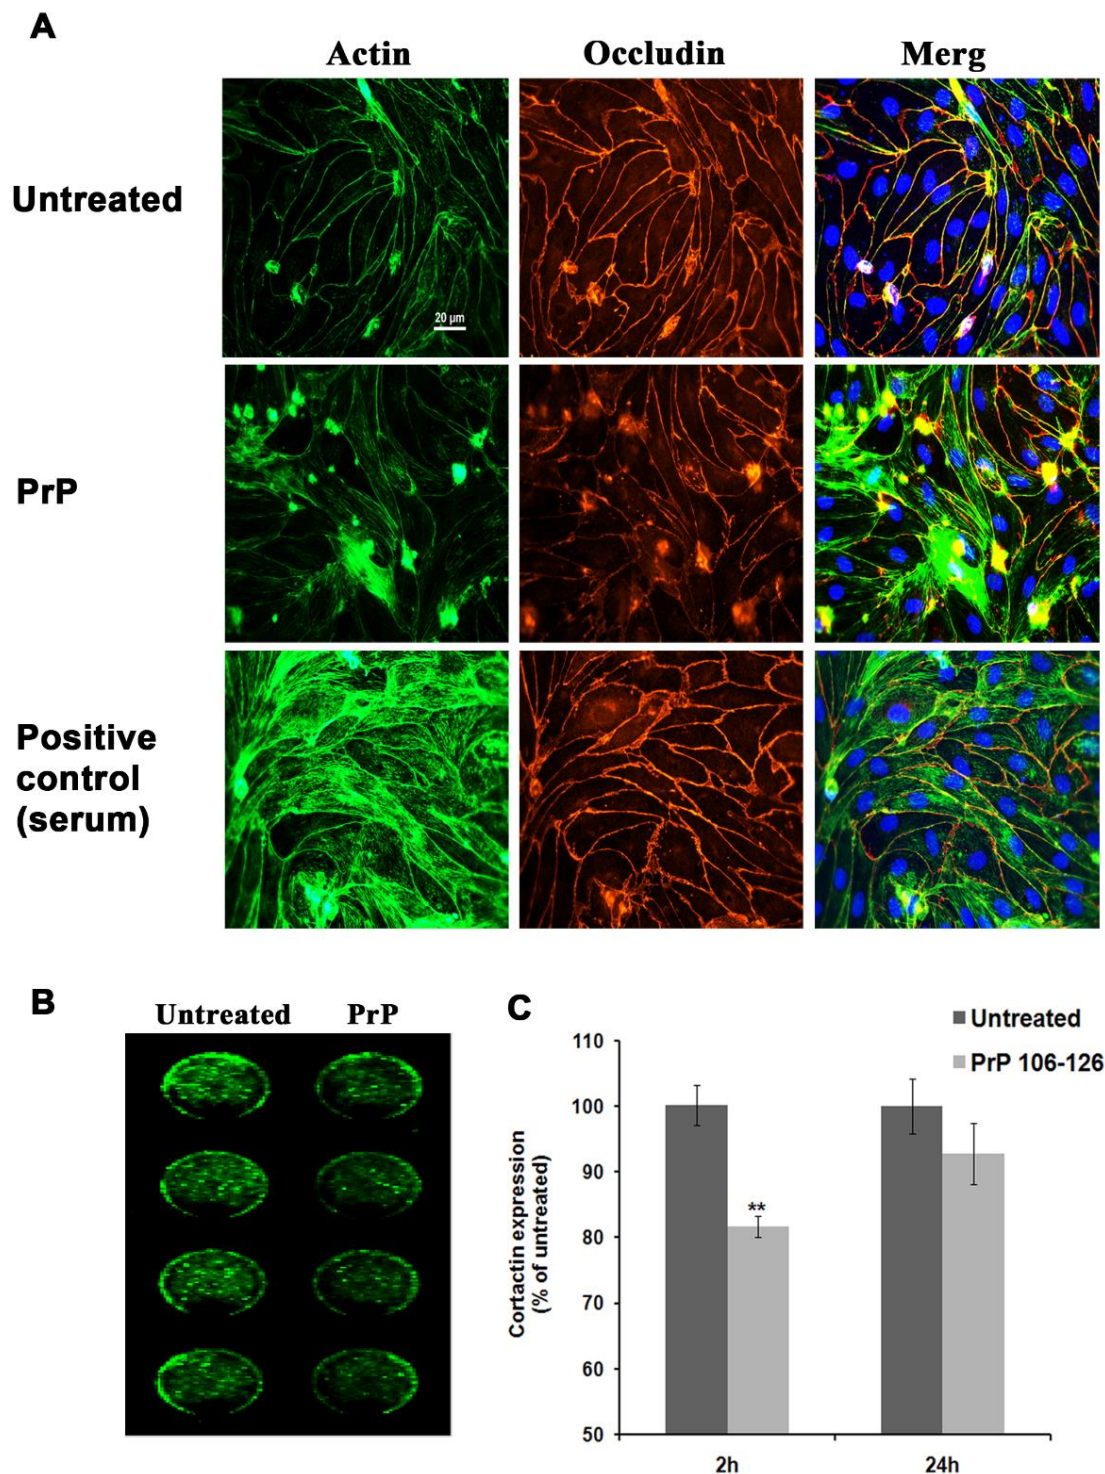 A
Actin Occludin Merg
Untreated
20 µm
PrP
Positive
control
(serum)
B
Untreated PrP
C
Untreated
PrP 106-126
Cortactin expression
(% of untreated)
110
100
90
80
70
60
50
**
2h 24h